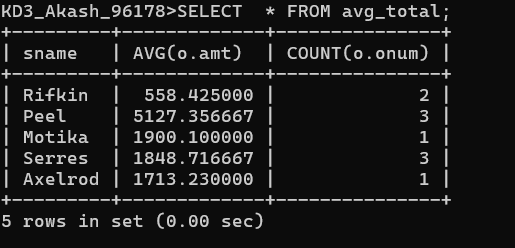 KD3_Akash_96178>SELECT  * FROM avg_total;
+---------+-------------+---------------+
| sname   | AVG(o.amt)  | COUNT(o.onum) |
+---------+-------------+---------------+
| Rifkin  |  558.425000 |             2 |
| Peel    | 5127.356667 |             3 |
| Motika  | 1900.100000 |             1 |
| Serres  | 1848.716667 |             3 |
| Axelrod | 1713.230000 |             1 |
+---------+-------------+---------------+
5 rows in set (0.00 sec)